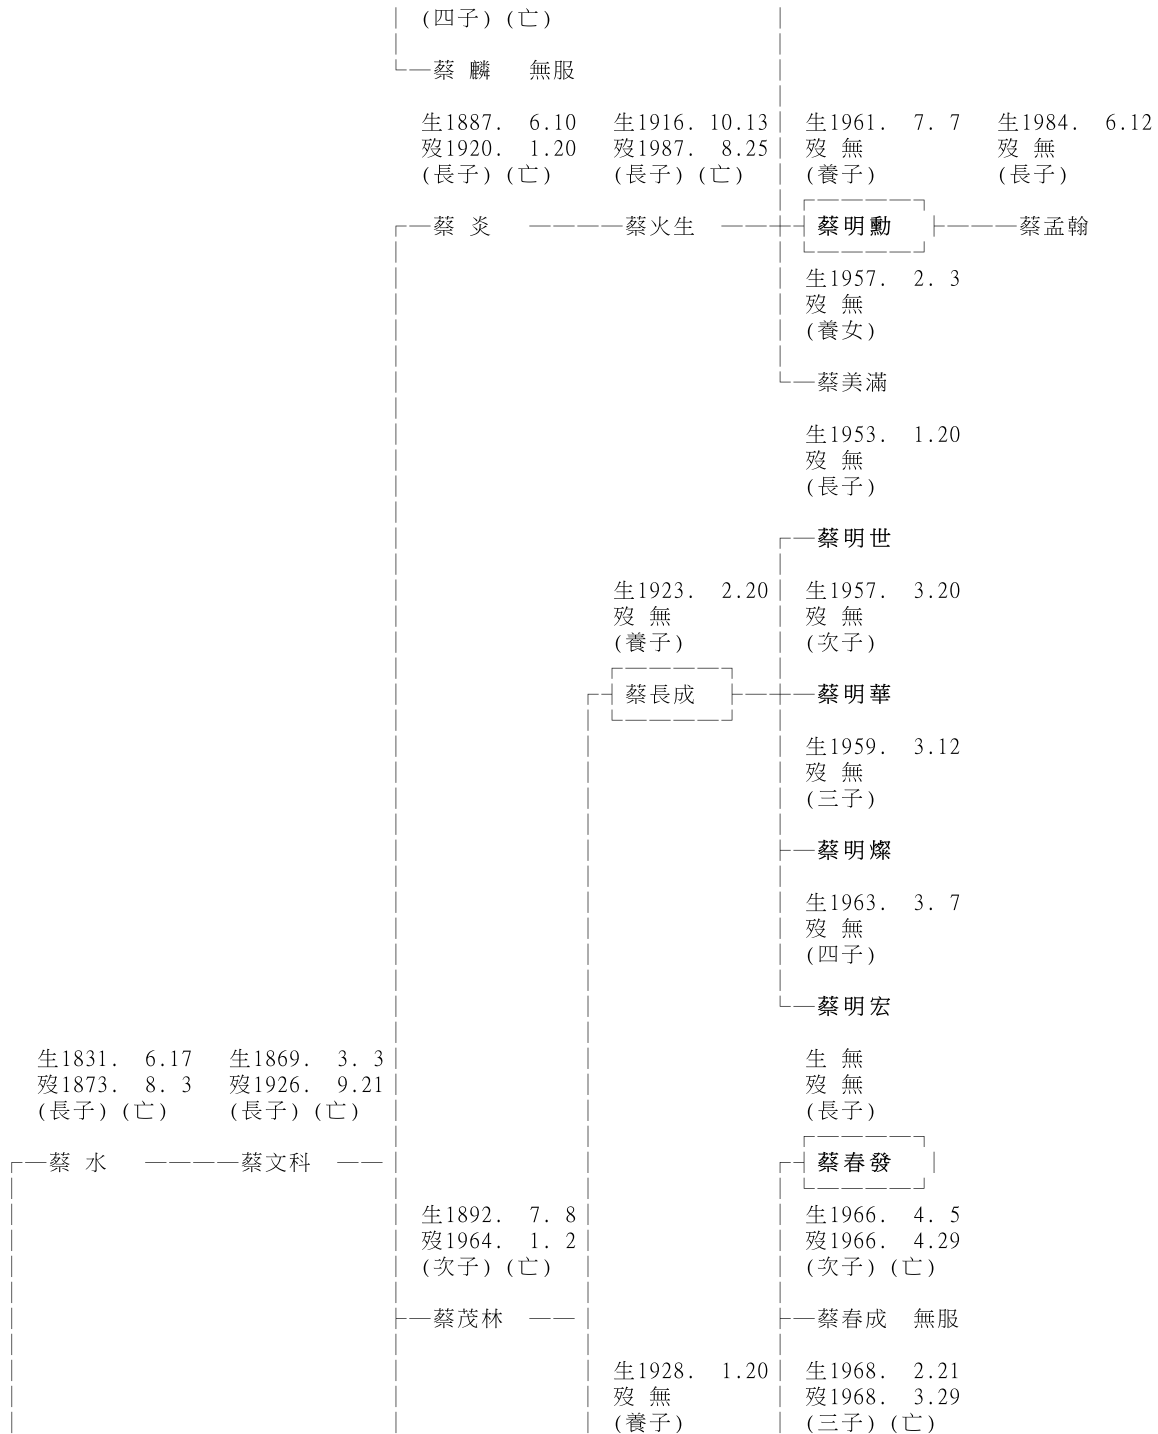 (四子) (亡)
蔡 麟 無服
生1887. 6.10 生1916. 10.13 生1961. 7. 7 生1984. 6.12
歿1920. 1.20 歿1987. 8.25 歿 無 歿 無
(長子) (亡) (長子) (亡) (養子) (長子)
蔡 炎 蔡火生 蔡明勳 蔡孟翰
生1957. 2. 3
歿 無
(養女)
蔡美滿
生1953. 1.20
歿 無
(長子)
蔡明世
生1923. 2.20 生1957. 3.20
歿 無 歿 無
(養子) (次子)
蔡長成 蔡明華
生1959. 3.12
歿 無
(三子)
蔡明燦
生1963. 3. 7
歿 無
(四子)
蔡明宏
生1831. 6.17 生1869. 3. 3 生 無
歿1873. 8. 3 歿1926. 9.21 歿 無
(長子) (亡) (長子) (亡) (長子)
蔡 水 蔡文科 蔡春發
生1892. 7. 8 生1966. 4. 5
歿1964. 1. 2 歿1966. 4.29
(次子) (亡) (次子) (亡)
蔡茂林 蔡春成 無服
生1928. 1.20 生1968. 2.21
歿 無 歿1968. 3.29
(養子) (三子) (亡)